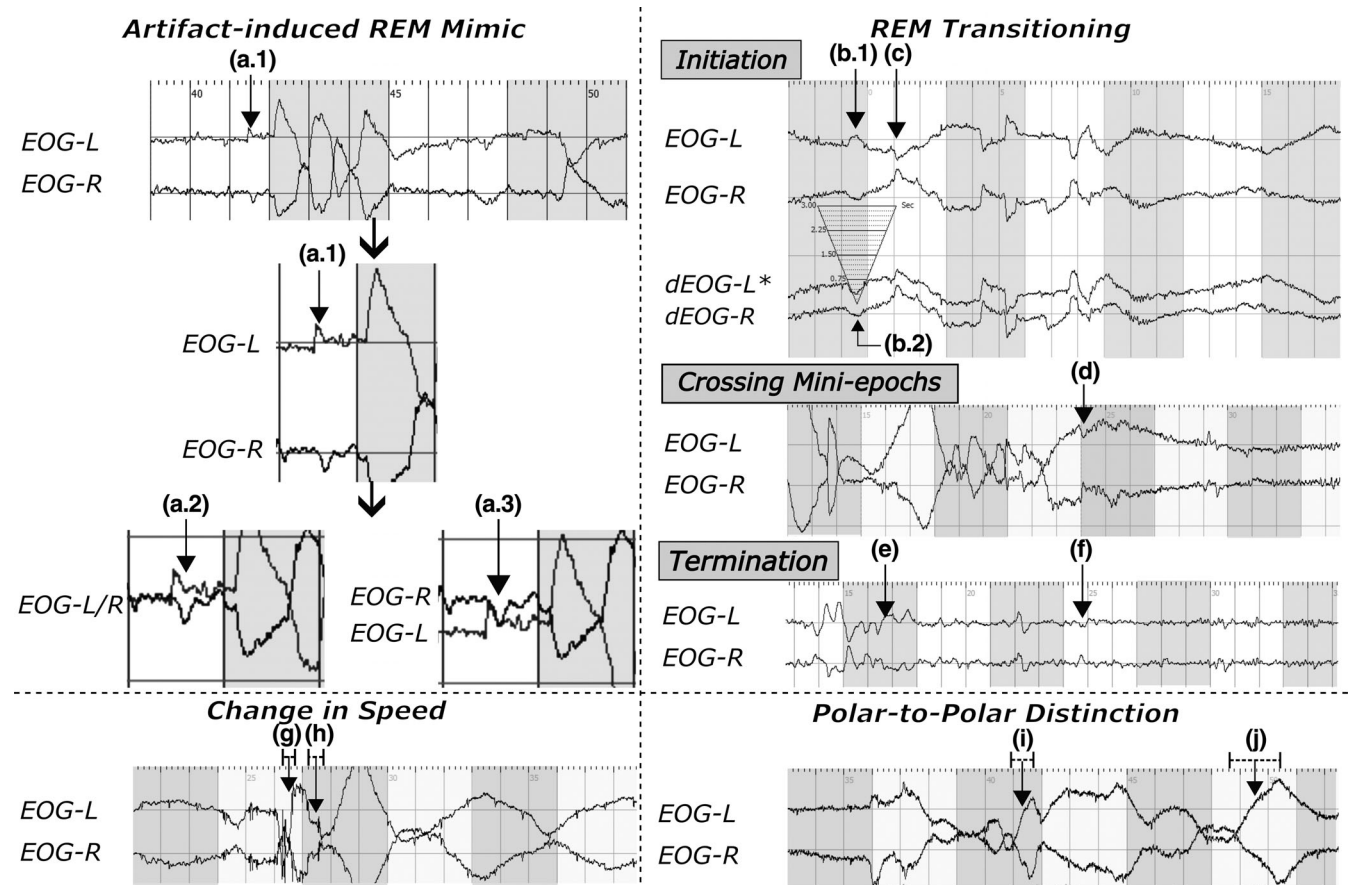 Artifact-induced REM Mimic
(a.1)
40
45
50
EOG-L
EOG-R
(a.1)
EOG-L
EOG-R
(a.2)
(a.3)
EOG-L/R
EOG-R
EOG-L
REM Transitioning
Initiation
(b.1)
(c)
0
5
10
15
EOG-L
EOG-R
3.00
Sec
2.25
1.50
0.75
dEOG-L*
dEOG-R
(b.2)
Crossing Mini-epochs
(d)
15
20
25
30
EOG-L
EOG-R
Termination
(e)
(f)
15
20
25
30
EOG-L
EOG-R
Change in Speed
(g)
(h)
25
30
35
EOG-L
EOG-R
Polar-to-Polar Distinction
(i)
(j)
35
40
45
EOG-L
EOG-R